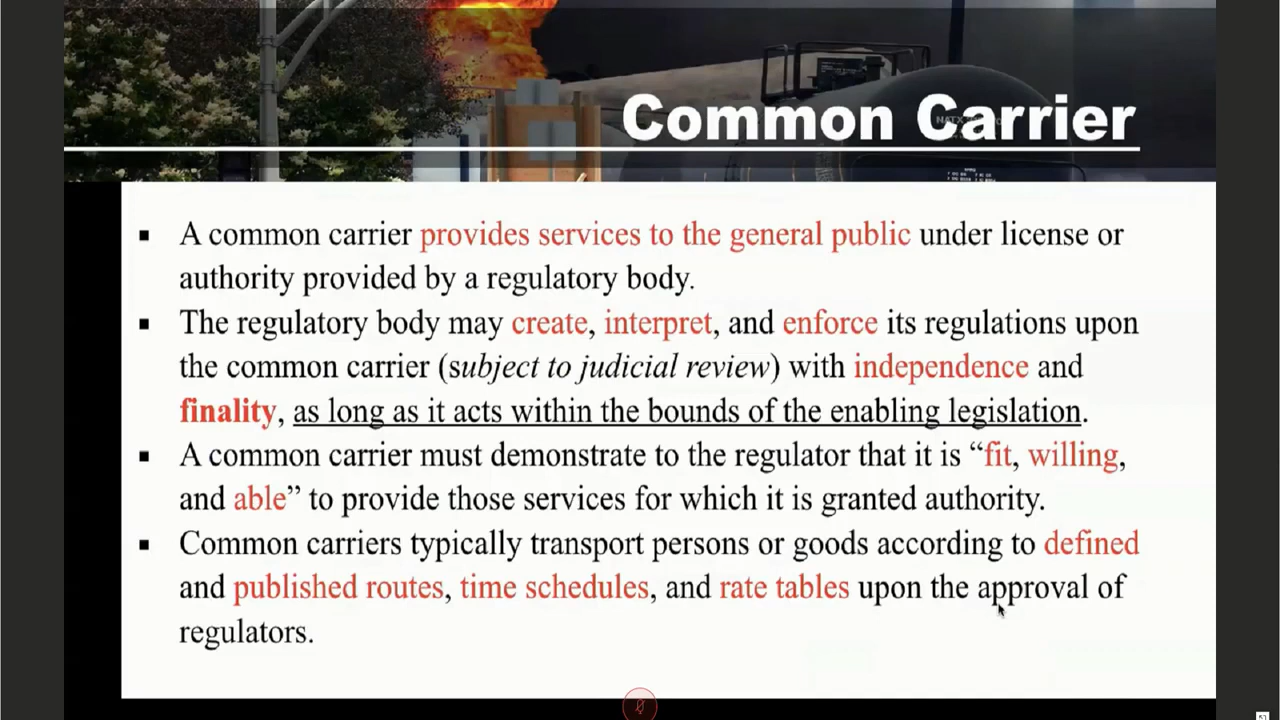 Common Carrier
NATX
▪ A common carrier provides services to the general public under license or
authority provided by a regulatory body.
▪ The regulatory body may create, interpret, and enforce its regulations upon
the common carrier (subject to judicial review) with independence and
finality, as long as it acts within the bounds of the enabling legislation.
▪ A common carrier must demonstrate to the regulator that it is “fit, willing,
and able” to provide those services for which it is granted authority.
▪ Common carriers typically transport persons or goods according to defined
and published routes, time schedules, and rate tables upon the approval of
regulators.